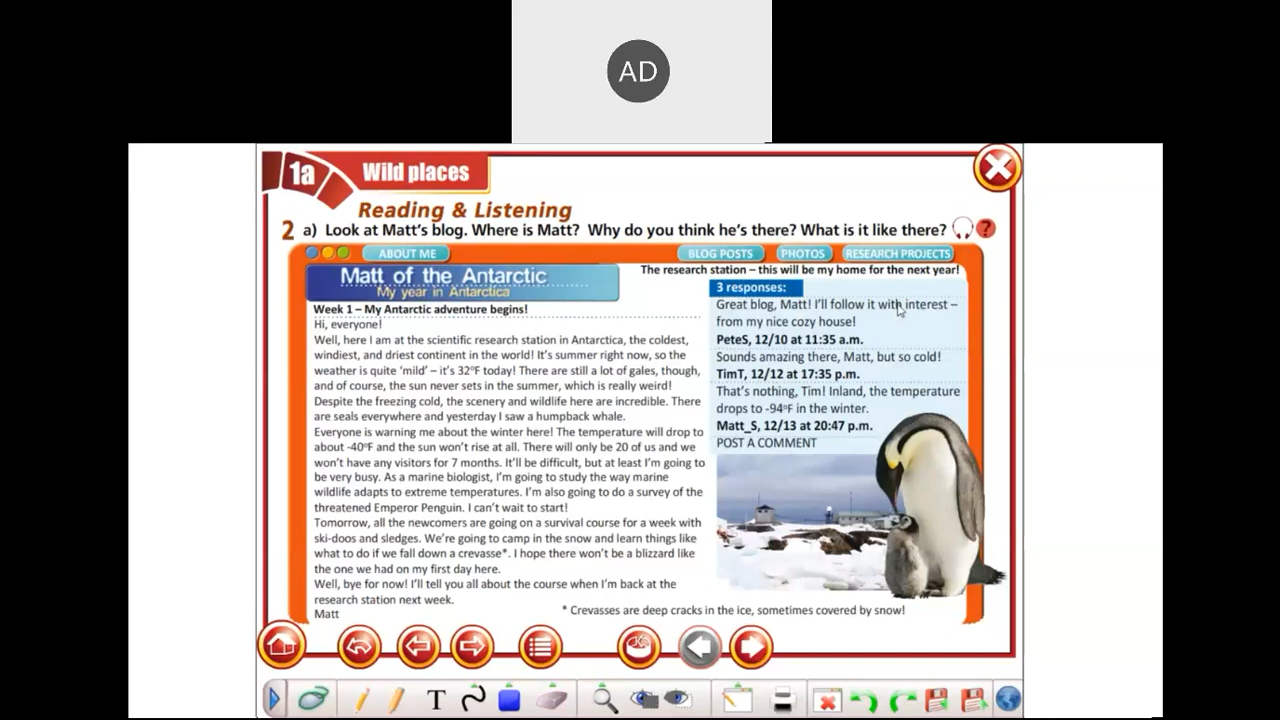 AD
1a Wild places
Reading & Listening
2 a) Look at Matt's blog. Where is Matt? Why do you think he's there? What is it like there? ?
ABOUT ME
BLOG POSTS
PHOTOS
RESEARCH PROJECTS
Matt of the Antarctic
My year in Antarctica
Week 1 – My Antarctic adventure begins!
Hi, everyone!
Well, here I am at the scientific research station in Antarctica, the coldest,
windiest, and driest continent in the world! It's summer right now, so the
weather is quite 'mild' – it's 32ºF today! There are still a lot of gales, though,
and of course, the sun never sets in the summer, which is really weird!
Despite the freezing cold, the scenery and wildlife here are incredible. There
are seals everywhere and yesterday I saw a humpback whale.
Everyone is warning me about the winter here! The temperature will drop to
about -40ºF and the sun won't rise at all. There will only be 20 of us and we
won't have any visitors for 7 months. It'll be difficult, but at least I'm going to
be very busy. As a marine biologist, I'm going to study the way marine
wildlife adapts to extreme temperatures. I'm also going to do a survey of the
threatened Emperor Penguin. I can't wait to start!
Tomorrow, all the newcomers are going on a survival course for a week with
ski-doos and sledges. We're going to camp in the snow and learn things like
what to do if we fall down a crevasse*. I hope there won't be a blizzard like
the one we had on my first day here.
Well, bye for now! I'll tell you all about the course when I'm back at the
research station next week.
Matt
The research station – this will be my home for the next year!
3 responses:
Great blog, Matt! I'll follow it with interest –
from my nice cozy house!
PeteS, 12/10 at 11:35 a.m.
Sounds amazing there, Matt, but so cold!
TimT, 12/12 at 17:35 p.m.
That's nothing, Tim! Inland, the temperature
drops to -94ºF in the winter.
Matt_S, 12/13 at 20:47 p.m.
POST A COMMENT
* Crevasses are deep cracks in the ice, sometimes covered by snow!
T